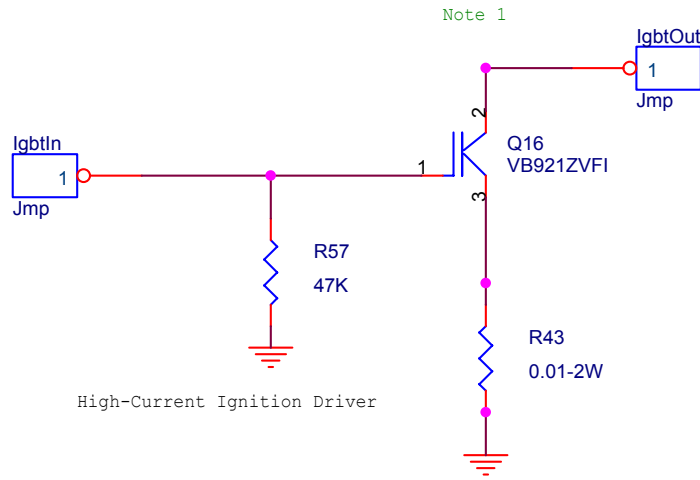 Note 1
IgbtOut
1
Jmp
2
Q16
VB921ZVFI
IgbtIn
1
Jmp
1
3
R57
47K
R43
0.01-2W
High-Current Ignition Driver